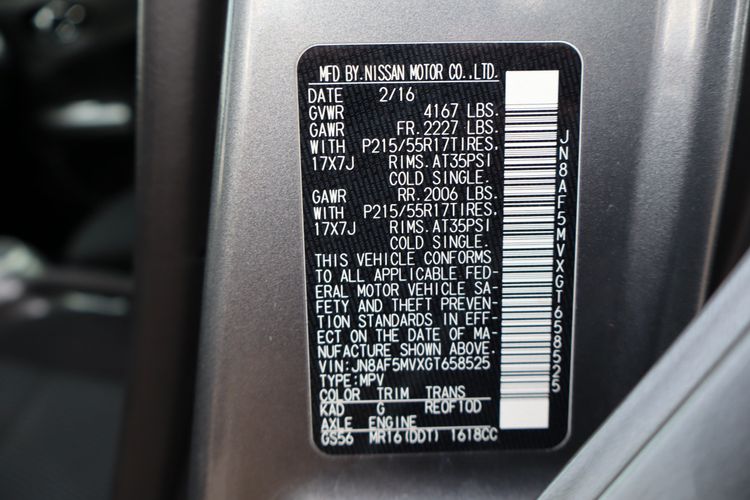 MFD BY.NISSAN MOTOR CO.,LTD.
DATE 2/16
GVWR 4167 LBS.
GAWR FR.2227 LBS.
WITH P215/55R17TIRES.
17X7J RIMS.AT35PSI
COLD SINGLE.
GAWR RR.2006 LBS.
WITH P215/55R17TIRES.
17X7J RIMS.AT35PSI
COLD SINGLE.
THIS VEHICLE CONFORMS
TO ALL APPLICABLE FED-
ERAL MOTOR VEHICLE SA-
FETY AND THEFT PREVEN-
TION STANDARDS IN EFF-
ECT ON THE DATE OF MA-
NUFACTURE SHOWN ABOVE.
VIN:JN8AF5MVXGT658525
TYPE:MPV
COLOR TRIM TRANS
KAD G RE0F10D
AXLE ENGINE
GS56 MR16(DDT) 1618CC
JN8AF5MVXGT658525